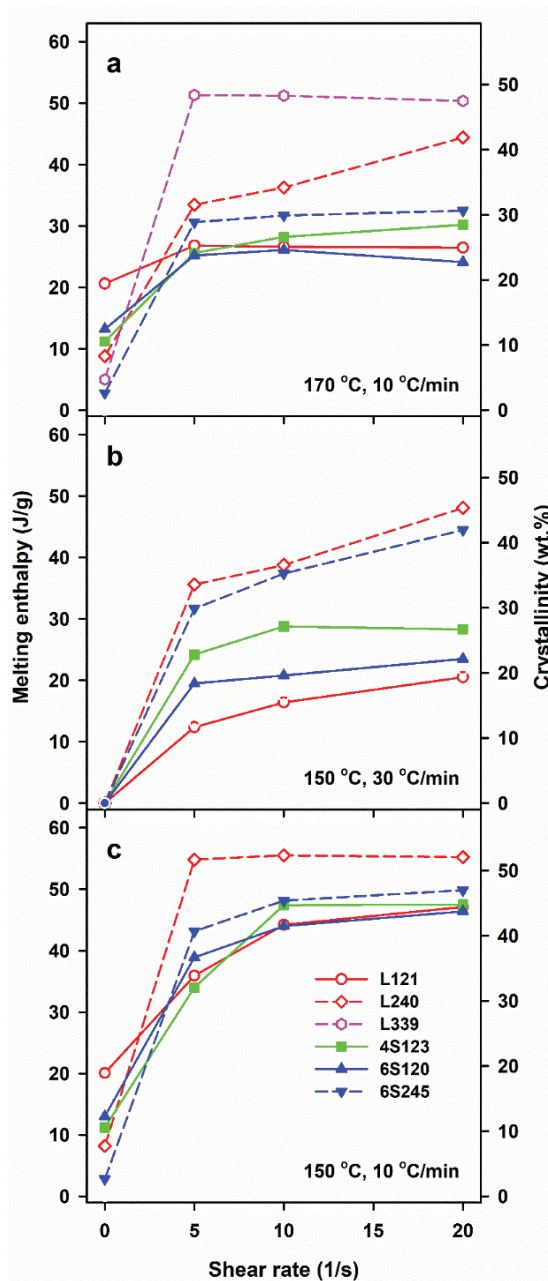 60
a
50
50
40
40
30
30
20
20
10
10
170 °C, 10 °C/min
0
0
60
b
50
50
40
40
30
30
20
20
10
10
150 °C, 30 °C/min
0
0
Melting enthalpy (J/g)
Crystallinity (wt.%)
60
c
50
50
40
40
30
L121
L240
L339
4S123
6S120
6S245
30
20
20
10
10
150 °C, 10 °C/min
0
0
0 5 10 15 20
Shear rate (1/s)